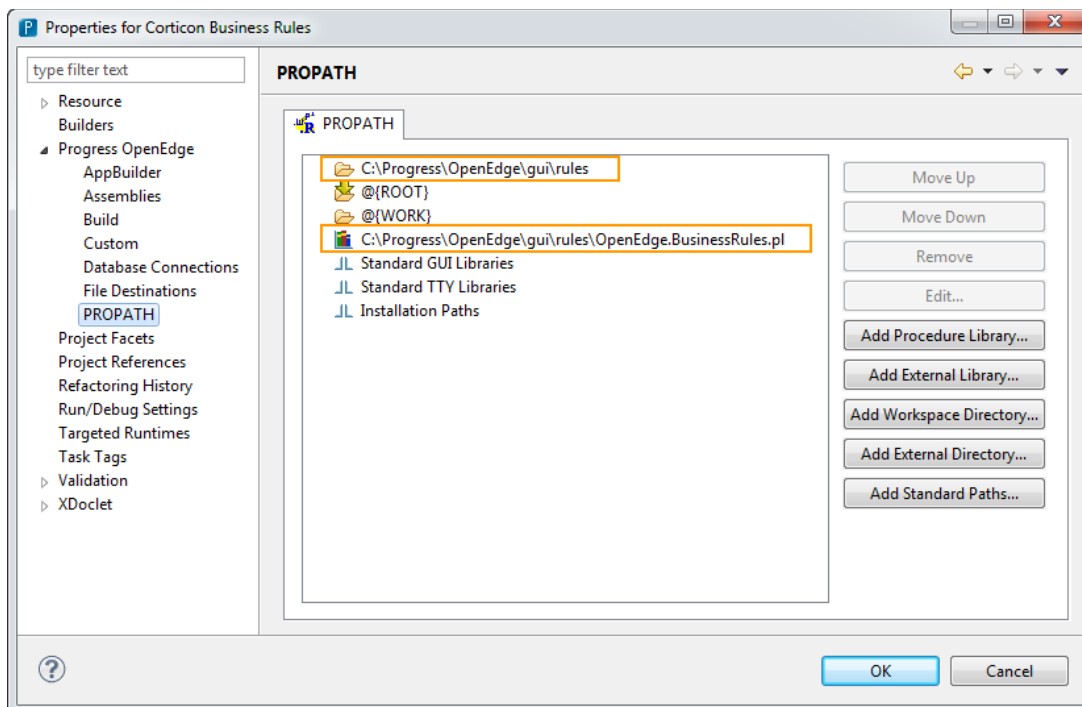 Properties for Corticon Business Rules
type filter text
Resource
Builders
Progress OpenEdge
AppBuilder
Assemblies
Build
Custom
Database Connections
File Destinations
PROPATH
Project Facets
Project References
Refactoring History
Run/Debug Settings
Targeted Runtimes
Task Tags
Validation
XDoclet
PROPATH
PROPATH
C:\Progress\OpenEdge\gui\rules
@{ROOT}
@{WORK}
C:\Progress\OpenEdge\gui\rules\OpenEdge.BusinessRules.pl
Standard GUI Libraries
Standard TTY Libraries
Installation Paths
Move Up
Move Down
Remove
Edit...
Add Procedure Library...
Add External Library...
Add Workspace Directory...
Add External Directory...
Add Standard Paths...
OK
Cancel